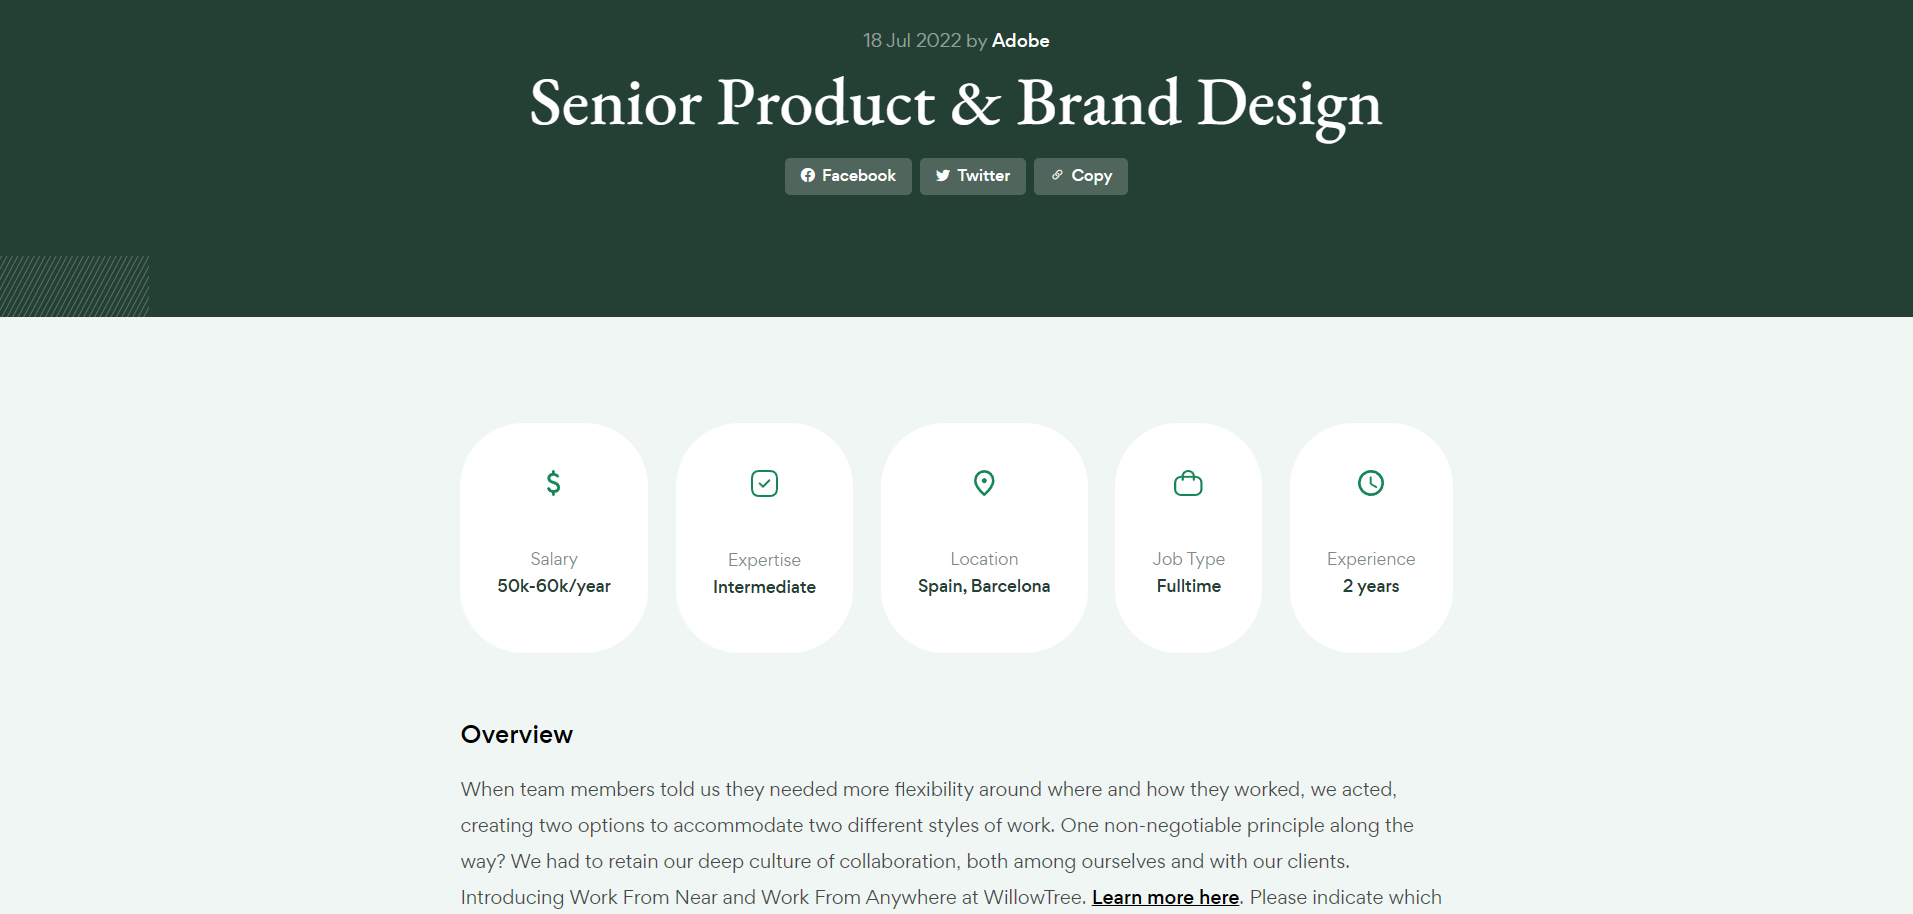 18 Jul 2022 by Adobe
Senior Product & Brand Design
Facebook Twitter Copy
Salary Expertise Location Job Type Experience
50k-60k/year Intermediate Spain, Barcelona Fulltime 2 years
Overview
When team members told us they needed more flexibility around where and how they worked, we acted,
creating two options to accommodate two different styles of work. One non-negotiable principle along the
way? We had to retain our deep culture of collaboration, both among ourselves and with our clients.
Introducing Work From Near and Work From Anywhere at WillowTree. Learn more here. Please indicate which